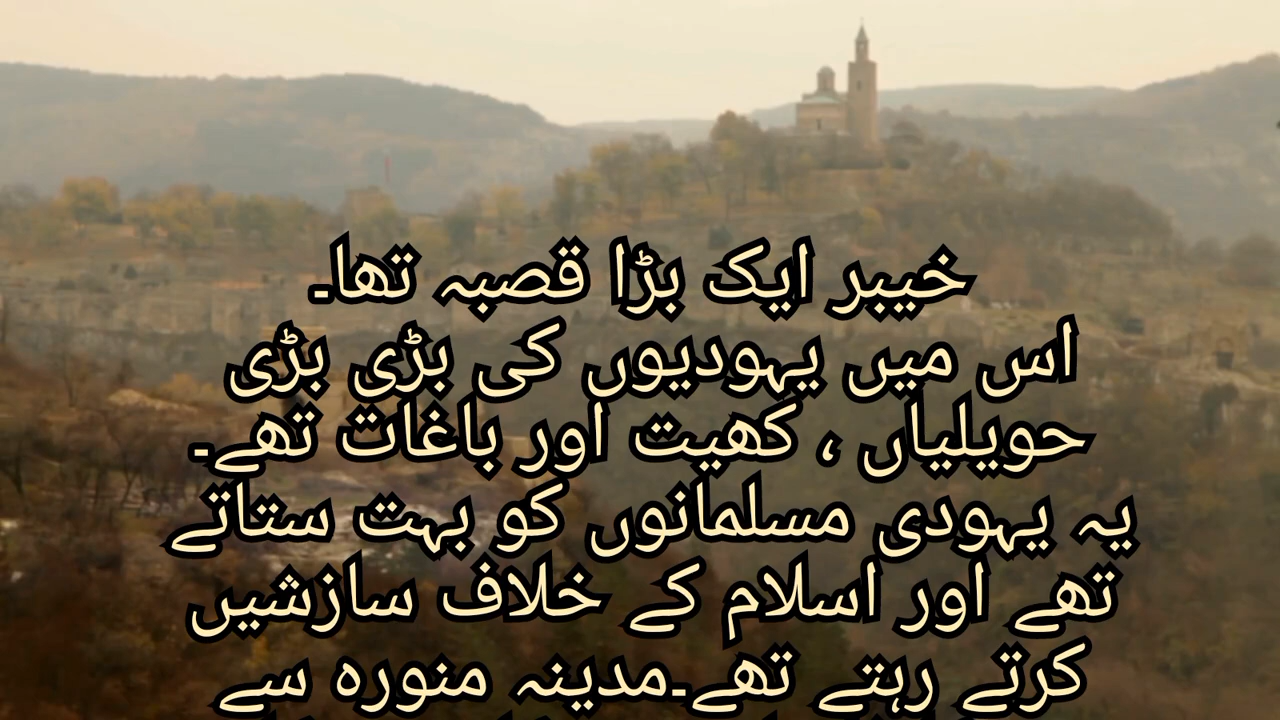 خیبر ایک بڑا قصبہ تھا۔
اس میں یہودیوں کی بڑی بڑی
حویلیاں ، کھیت اور باغات تھے۔
یہ یہودی مسلمانوں کو بہت ستاتے
تھے اور اسلام کے خلاف سازشیں
کرتے رہتے تھے۔مدینہ منورہ سے